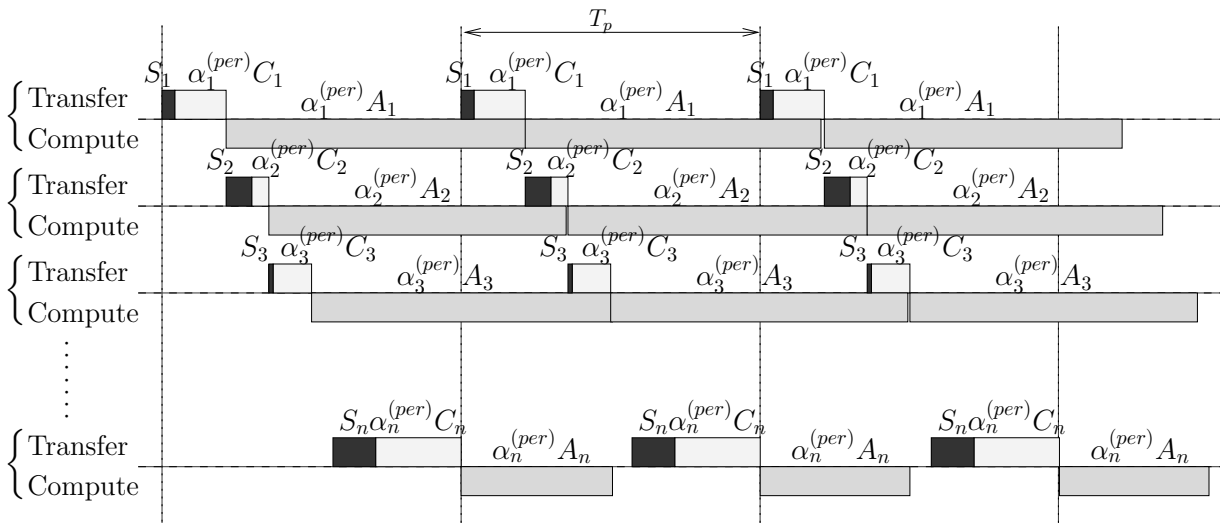 T_p
S_1 α_1^{(per)}C_1 S_1 α_1^{(per)}C_1 S_1 α_1^{(per)}C_1
Transfer α_1^{(per)}A_1 α_1^{(per)}A_1 α_1^{(per)}A_1
Compute
S_2 α_2^{(per)}C_2 S_2 α_2^{(per)}C_2 S_2 α_2^{(per)}C_2
Transfer α_2^{(per)}A_2 α_2^{(per)}A_2 α_2^{(per)}A_2
Compute
S_3 α_3^{(per)}C_3 S_3 α_3^{(per)}C_3 S_3 α_3^{(per)}C_3
Transfer α_3^{(per)}A_3 α_3^{(per)}A_3 α_3^{(per)}A_3
Compute
S_n α_n^{(per)}C_n S_n α_n^{(per)}C_n S_n α_n^{(per)}C_n
Transfer α_n^{(per)}A_n α_n^{(per)}A_n α_n^{(per)}A_n
Compute